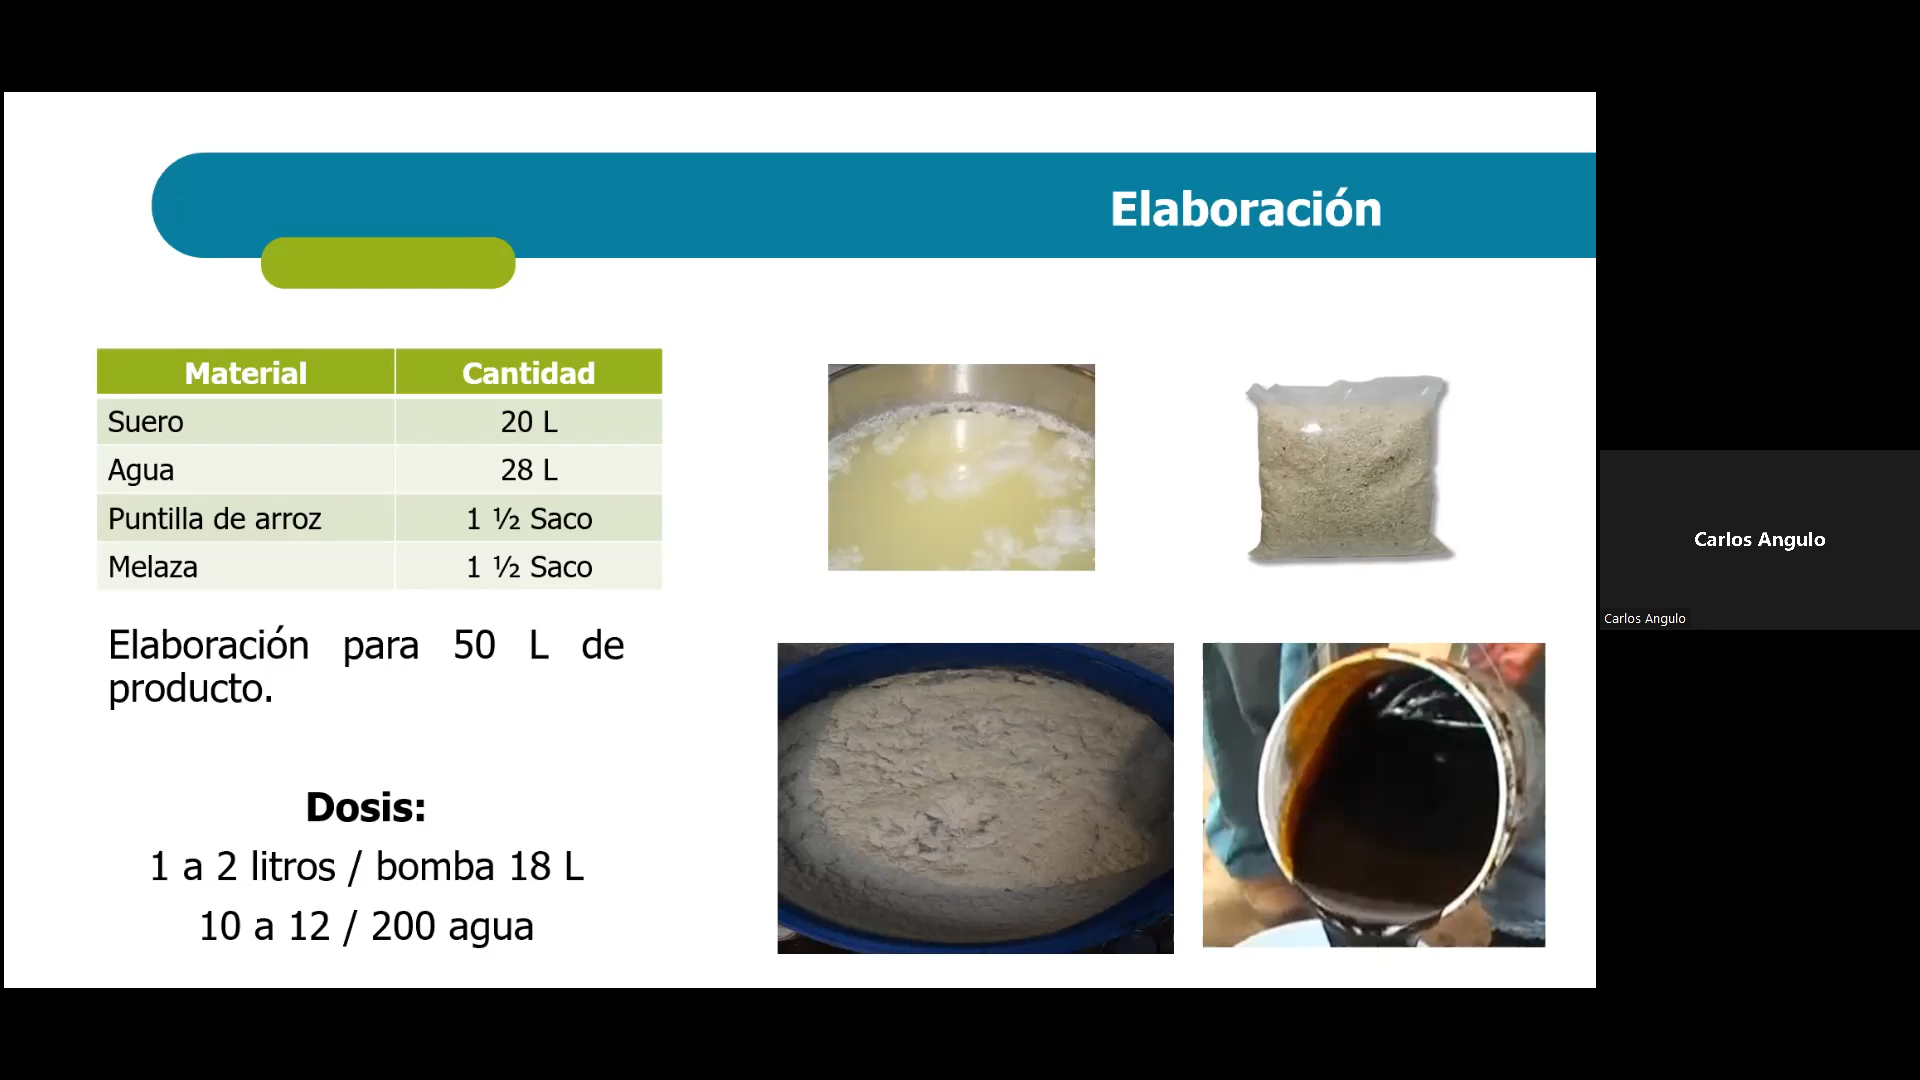 Elaboración
Material Cantidad
Suero 20 L
Agua 28 L
Puntilla de arroz 1 ½ Saco
Melaza 1 ½ Saco
Elaboración para 50 L de
producto.
Dosis:
1 a 2 litros / bomba 18 L
10 a 12 / 200 agua
Carlos Angulo
Carlos Angulo